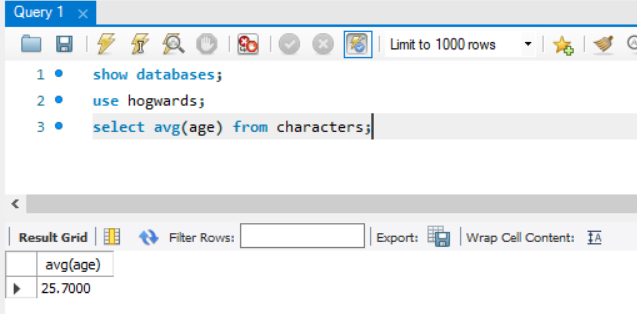 Query 1
Limit to 1000 rows
1 show databases;
2 use hogwards;
3 select avg(age) from characters;
Result Grid Filter Rows: Export: Wrap Cell Content:
avg(age)
25.7000